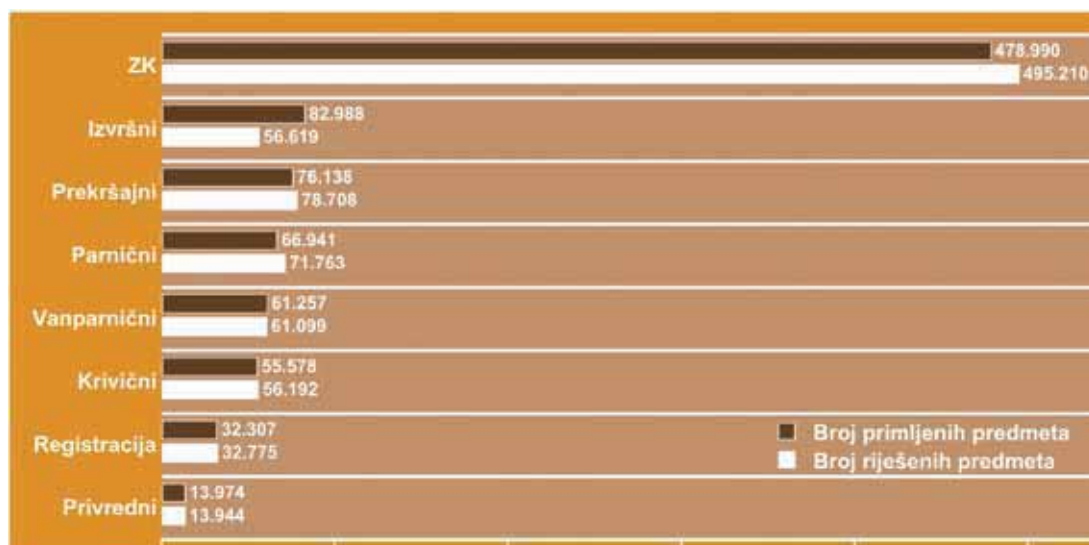 ZK
478.990
495.210
Izvršni
82.988
56.619
Prekršajni
76.138
78.708
Parnični
66.941
71.763
Vanparnični
61.257
61.099
Krivični
55.578
56.192
Registracija
32.307
32.775
Broj primljenih predmeta
Broj riješenih predmeta
Privredni
13.974
13.944